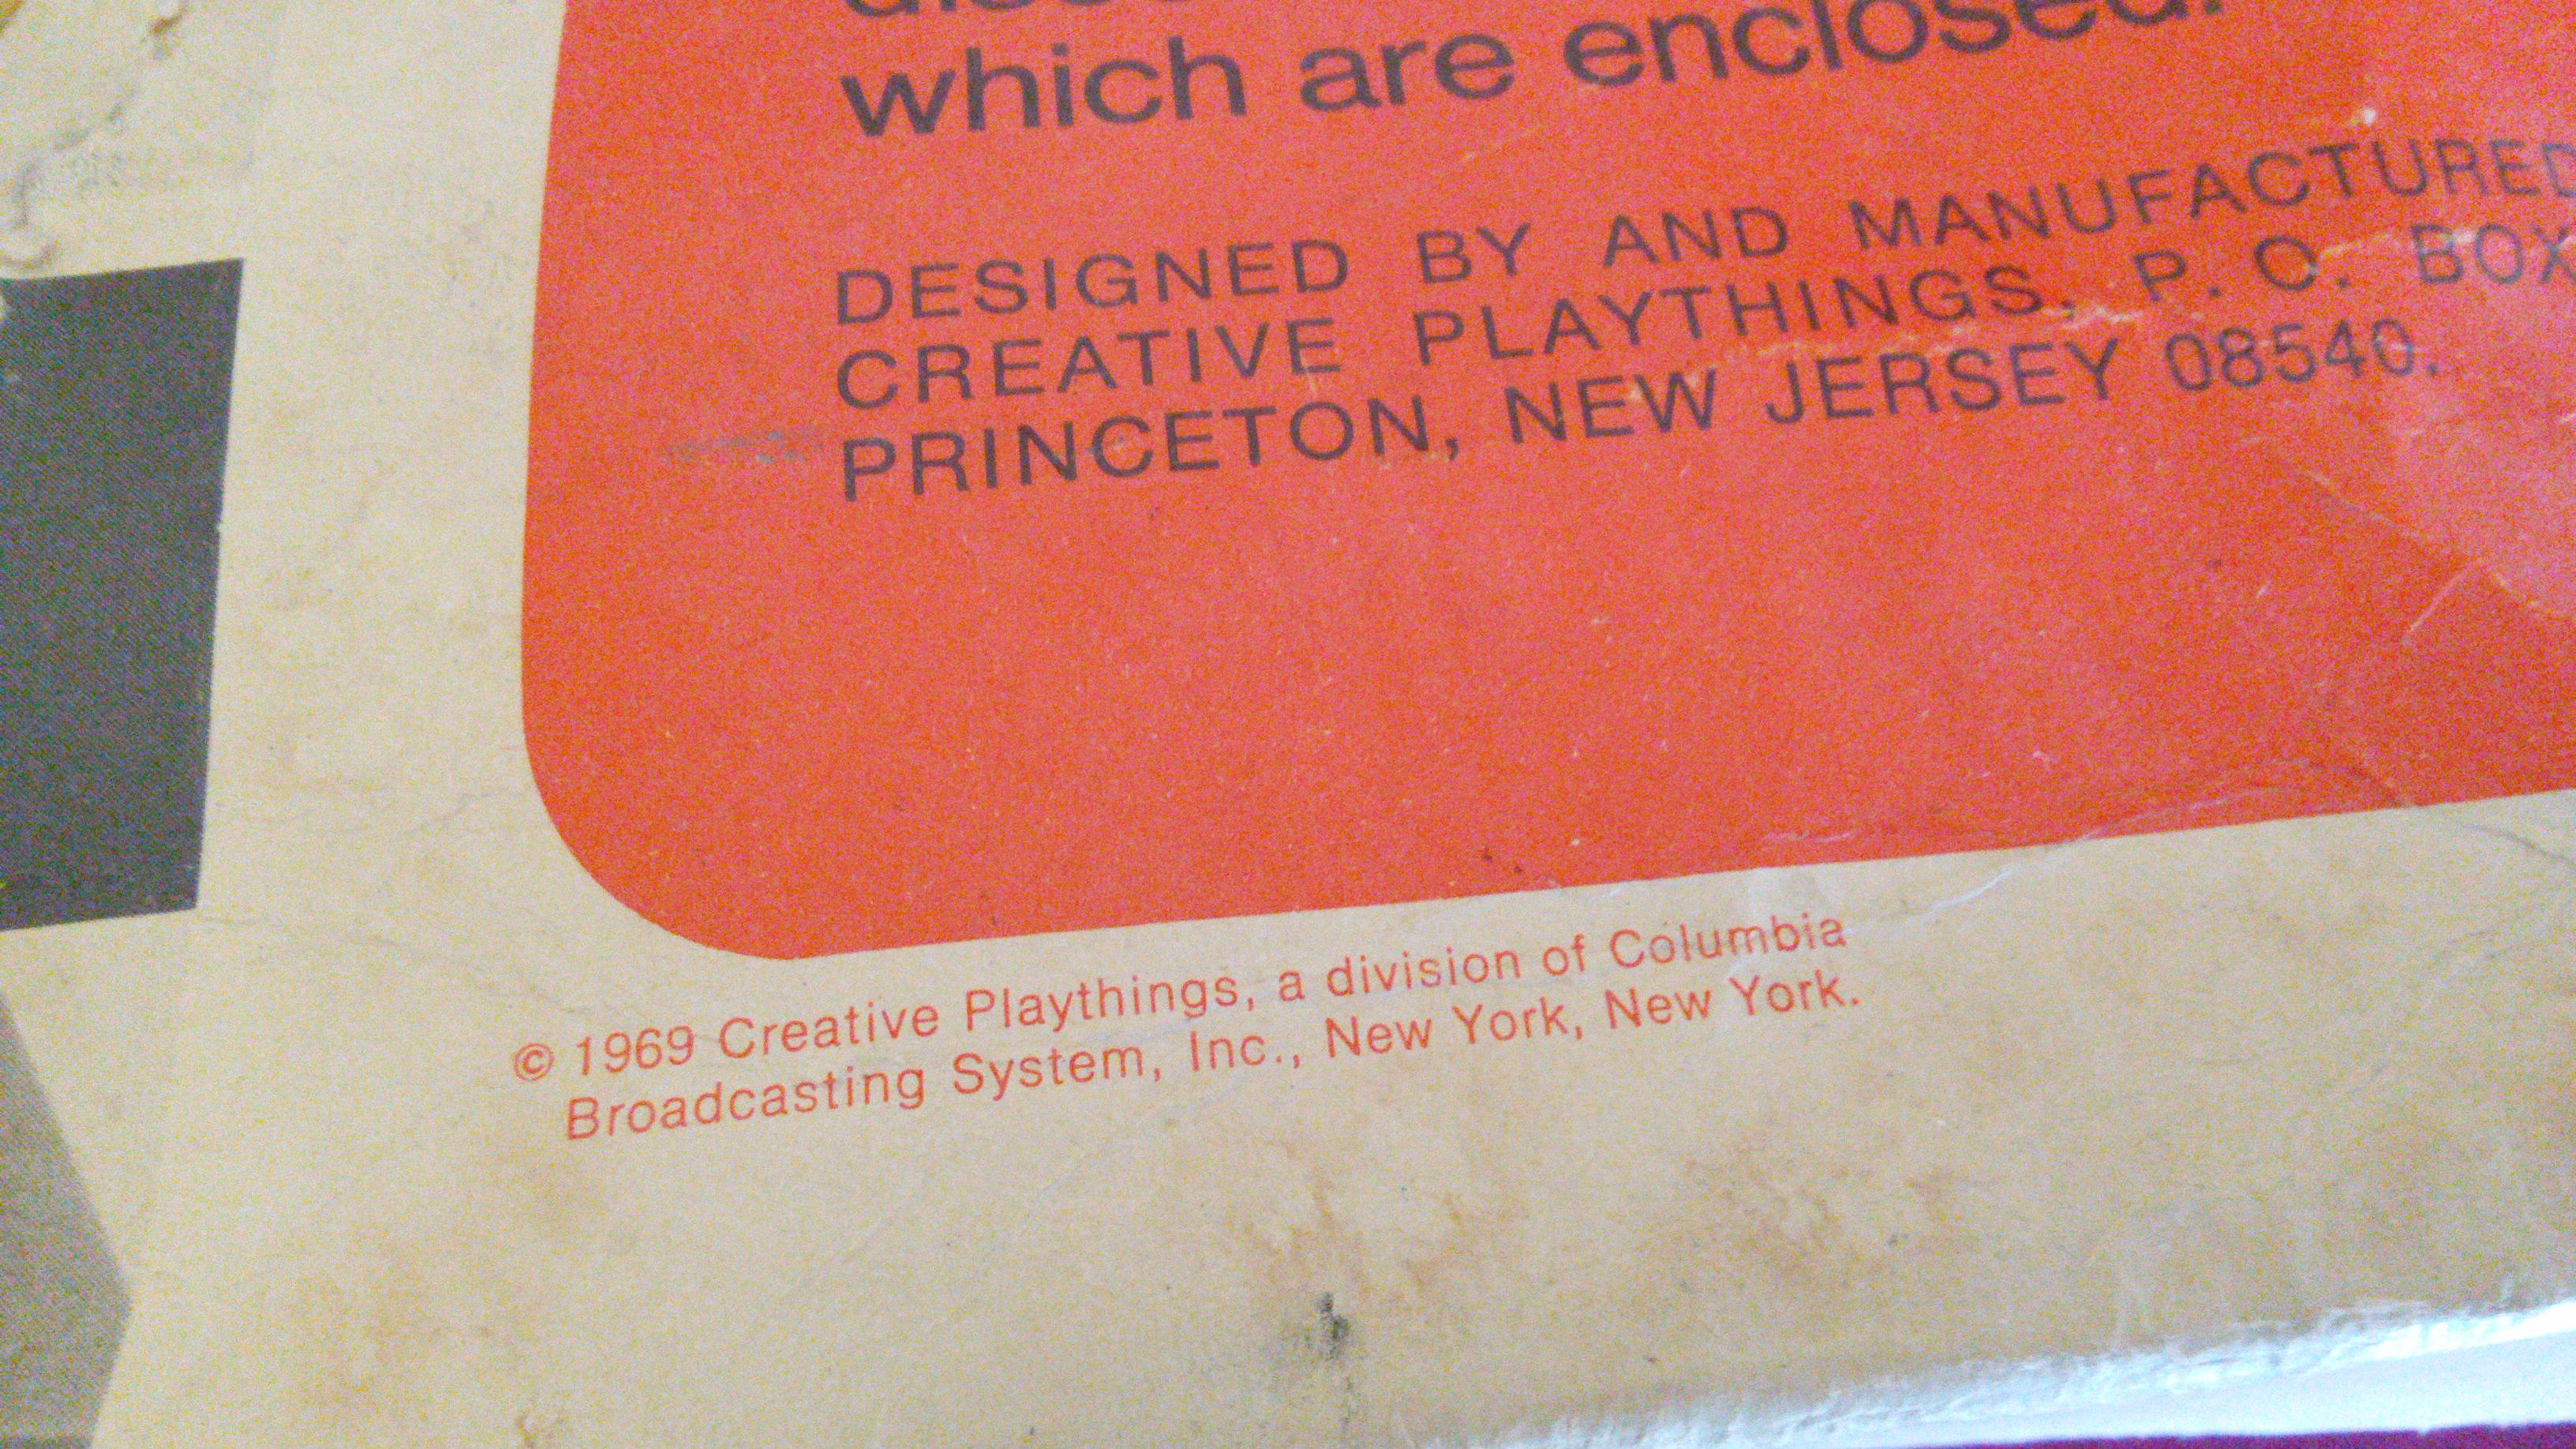 which are enclosed.
DESIGNED BY AND MANUFACTURED
CREATIVE PLAYTHINGS, P. O. BOX
PRINCETON, NEW JERSEY 08540.
© 1969 Creative Playthings, a division of Columbia
Broadcasting System, Inc., New York, New York.